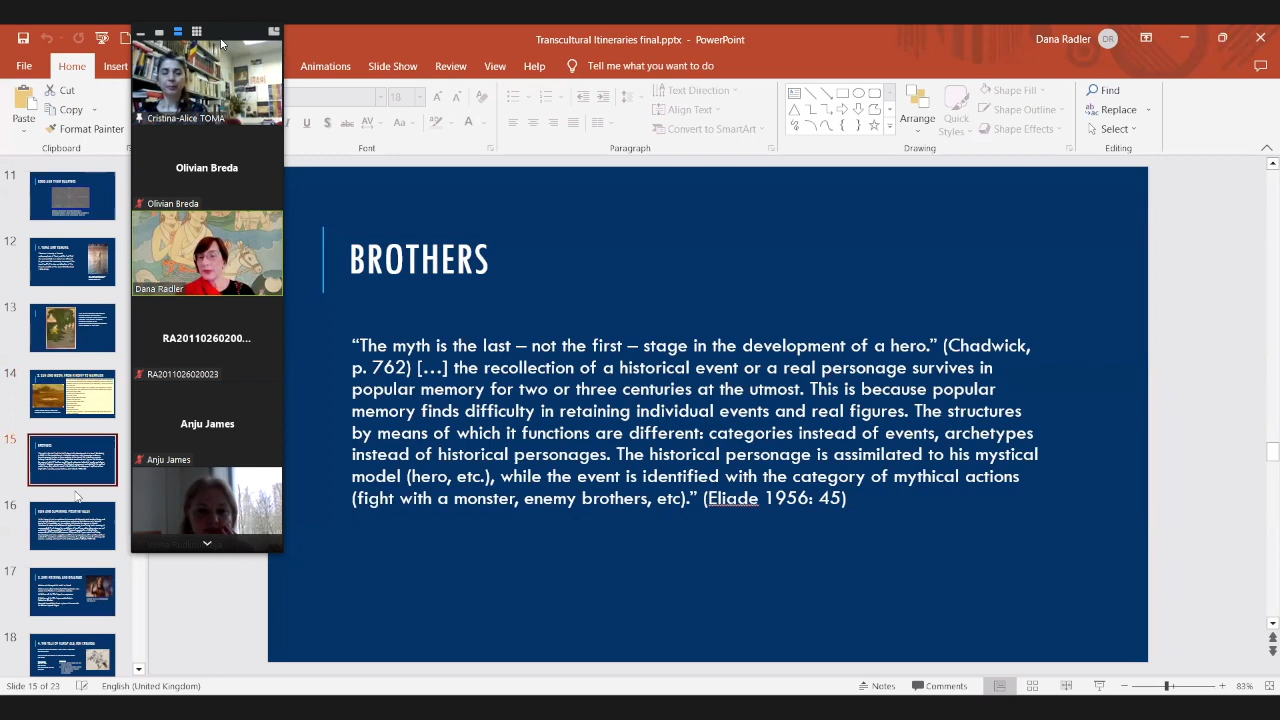 Transcultural Itineraries final.pptx - PowerPoint
Dana Radler
DR
File
Home
Insert
Animations
Slide Show
Review
View
Help
Tell me what you want to do
Paste
Cut
Copy
Format Painter
Clipboard
18
Font
Text Direction
Align Text
Convert to SmartArt
Paragraph
Arrange
Quick
Styles
Shape Fill
Shape Outline
Shape Effects
Drawing
Find
Replace
Select
Editing
Cristina-Alice TOMA
Olivian Breda
Olivian Breda
Dana Radler
RA20110260200...
RA2011026020023
Anju James
Anju James
11
12
13
14
15
BROTHERS
16
17
18
BROTHERS
“The myth is the last – not the first – stage in the development of a hero.” (Chadwick,
p. 762) […] the recollection of a historical event or a real personage survives in
popular memory for two or three centuries at the utmost. This is because popular
memory finds difficulty in retaining individual events and real figures. The structures
by means of which it functions are different: categories instead of events, archetypes
instead of historical personages. The historical personage is assimilated to his mystical
model (hero, etc.), while the event is identified with the category of mythical actions
(fight with a monster, enemy brothers, etc).” (Eliade 1956: 45)
Slide 15 of 23
English (United Kingdom)
Notes
Comments
83%